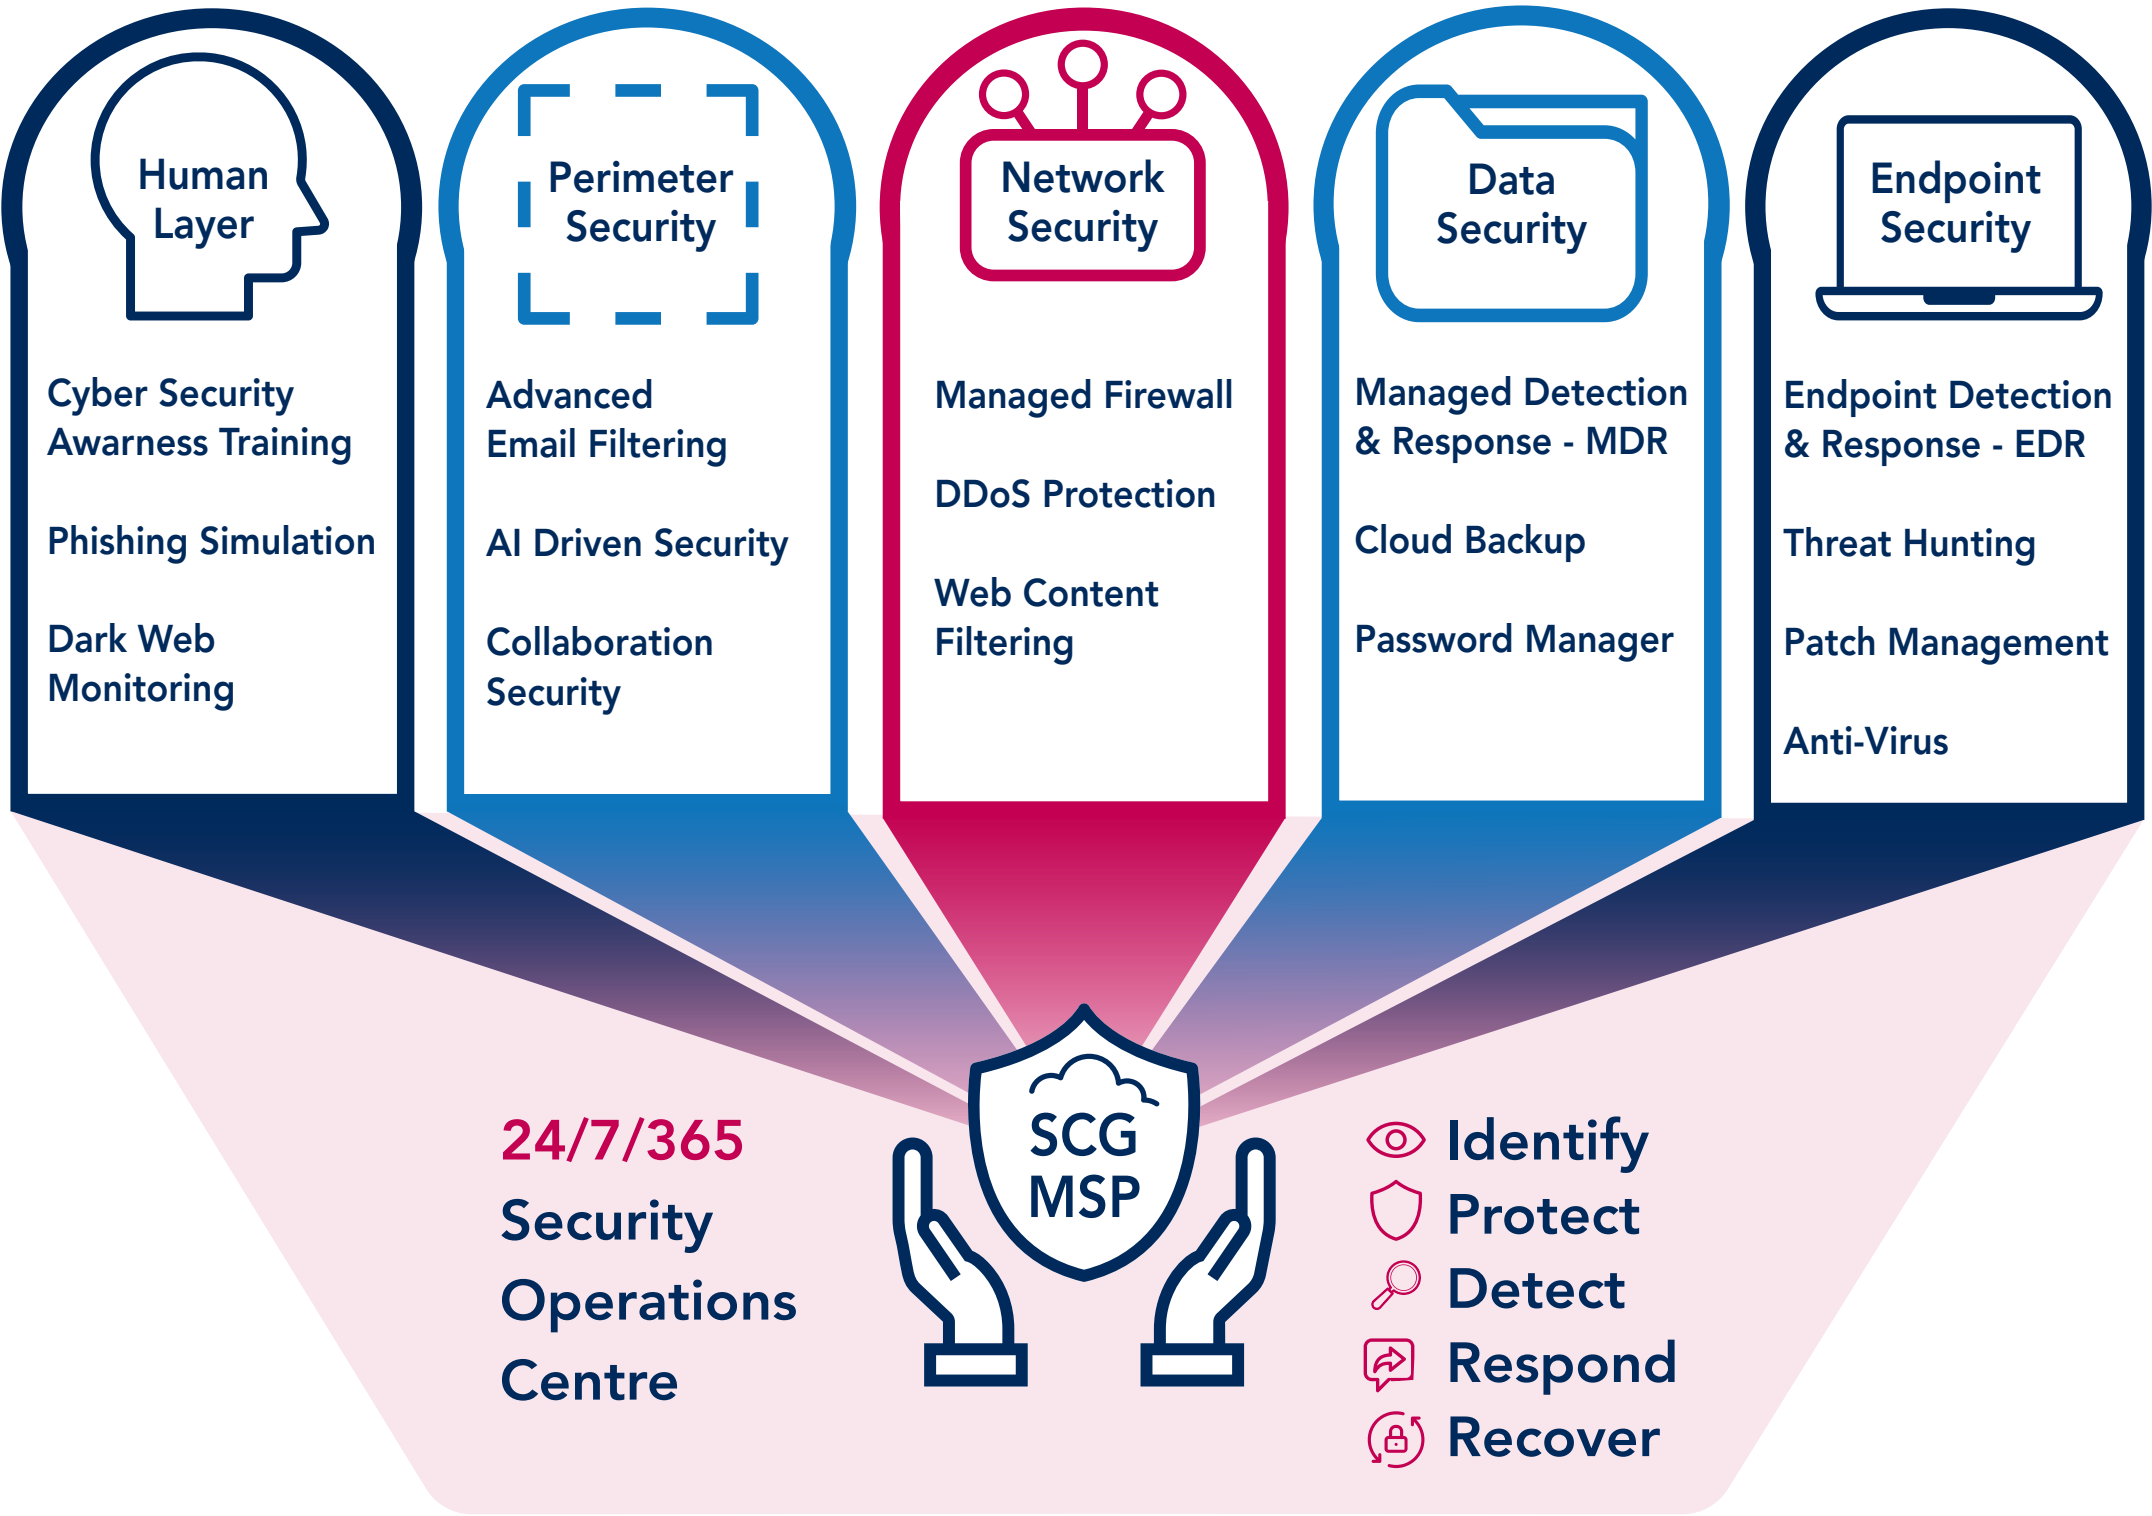 Human
Layer
Cyber Security
Awarness Training
Phishing Simulation
Dark Web
Monitoring
Perimeter
Security
Advanced
Email Filtering
AI Driven Security
Collaboration
Security
Network
Security
Managed Firewall
DDoS Protection
Web Content
Filtering
Data
Security
Managed Detection
& Response - MDR
Cloud Backup
Password Manager
Endpoint
Security
Endpoint Detection
& Response - EDR
Threat Hunting
Patch Management
Anti-Virus
24/7/365
Security
Operations
Centre
SCG
MSP
Identify
Protect
Detect
Respond
Recover